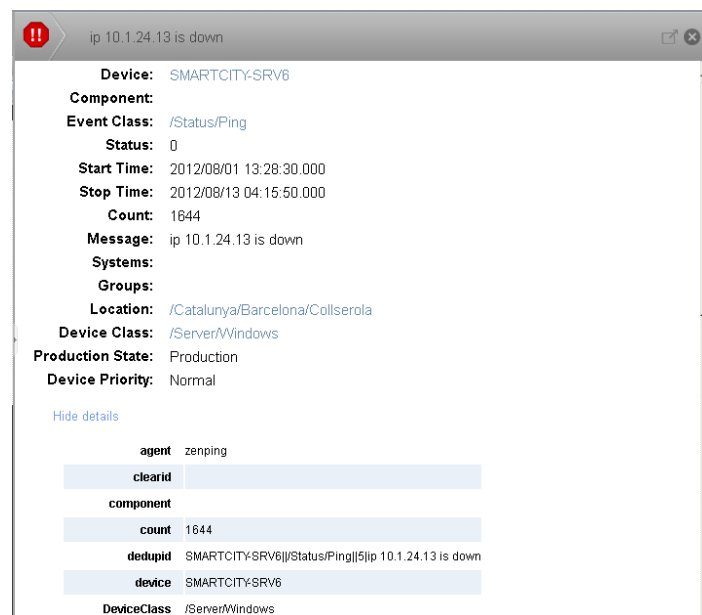 !!
ip 10.1.24.13 is down
Device: SMARTCITY-SRV6
Component:
Event Class: /Status/Ping
Status: 0
Start Time: 2012/08/01 13:28:30.000
Stop Time: 2012/08/13 04:15:50.000
Count: 1644
Message: ip 10.1.24.13 is down
Systems:
Groups:
Location: /Catalunya/Barcelona/Collserola
Device Class: /Server/Windows
Production State: Production
Device Priority: Normal
Hide details
agent zenping
clearid
component
count 1644
dedupid SMARTCITY-SRV6||/Status/Ping||5|ip 10.1.24.13 is down
device SMARTCITY-SRV6
DeviceClass /Server/Windows